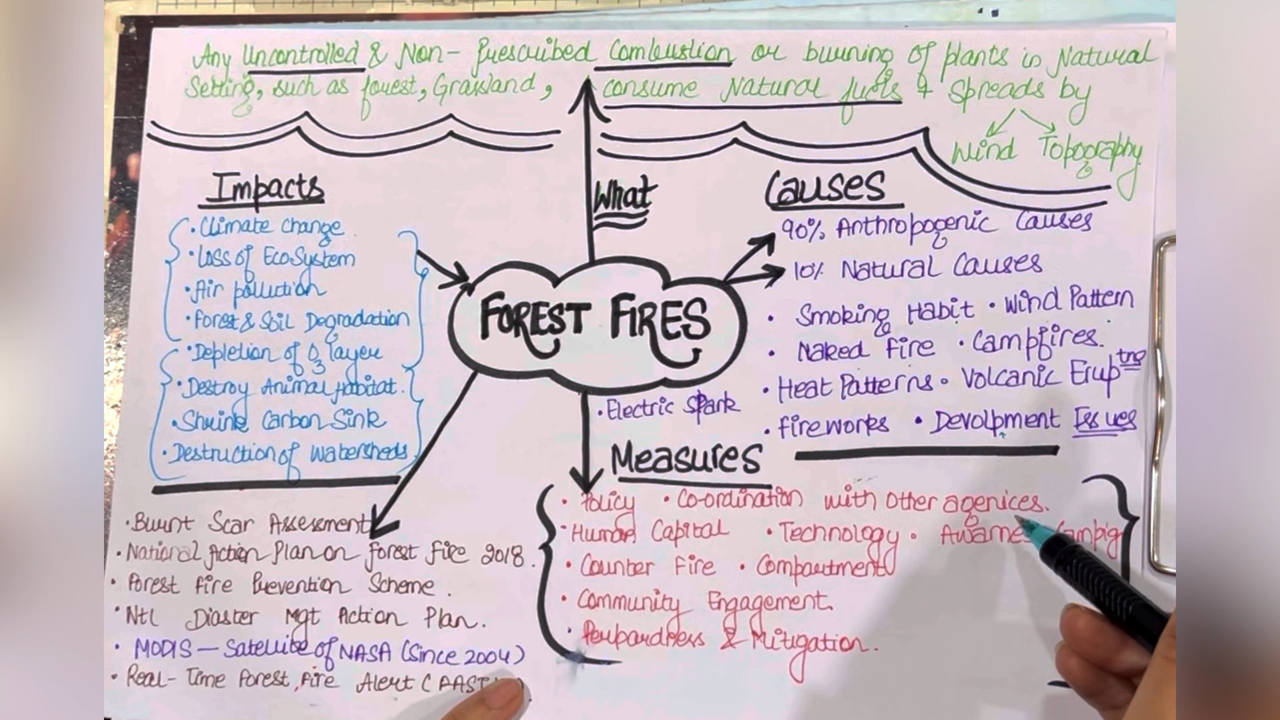 Any Uncontrolled & Non- Prescribed Combustion or burning of plants in Natural
Setting, such as forest, Grassland, consume Natural fuels & Spreads by
Wind Topography
Impacts
• Climate change
• Loss of EcoSystem
• Air pollution
• Forest & Soil Degradation
• Depletion of O3 layer
• Destroy Animal Habitat.
• Shrink Carbon Sink
• Destruction of Watersheds
What
FOREST FIRES
Causes
90% Anthropogenic Causes
10% Natural Causes
• Smoking Habit • Wind Pattern
• Naked Fire • Campfires.
• Heat Patterns • Volcanic Eruptne
• Electric Spark
• fireworks • Devolpment Issues
Measures
• Policy • Co-ordination with other agenices.
• Human Capital • Technology •
• Counter Fire • Compartment
• Community Engagement.
• Perpardness & Mitigation.
• Burnt Scar Assessment
• National Action Plan on Forest Fire 2018.
• Forest Fire Prevention Scheme.
• Ntl Diaster Mgt Action Plan.
• MODIS — Satellite of NASA (Since 2004)
• Real-Time Forest Fire Alert (